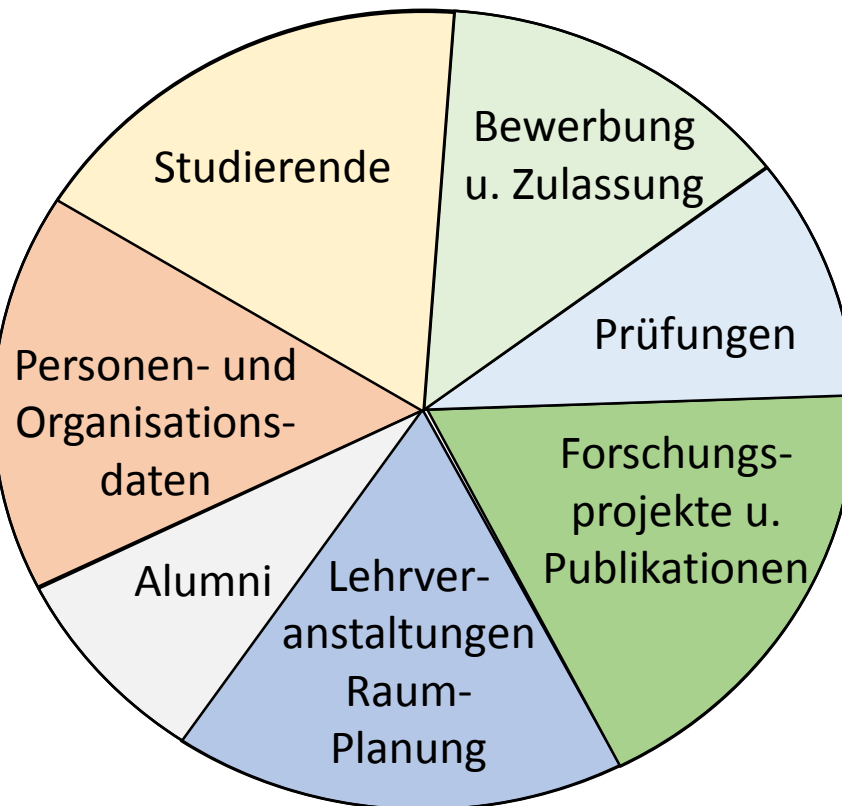 Studierende
Bewerbung
u. Zulassung
Prüfungen
Forschungs-
projekte u.
Publikationen
Lehrver-
anstaltungen
Raum-
Planung
Alumni
Personen- und
Organisations-
daten